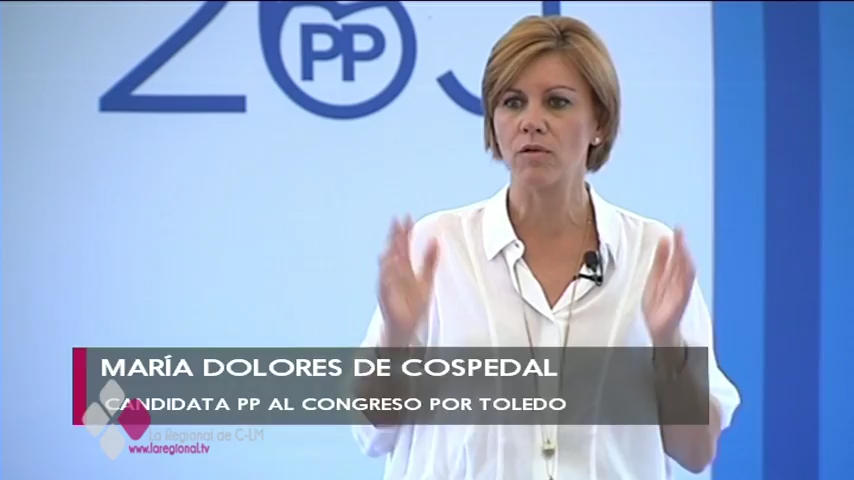 PP
MARÍA DOLORES DE COSPEDAL
CANDIDATA PP AL CONGRESO POR TOLEDO
La Regional de C-LM
www.laregional.tv